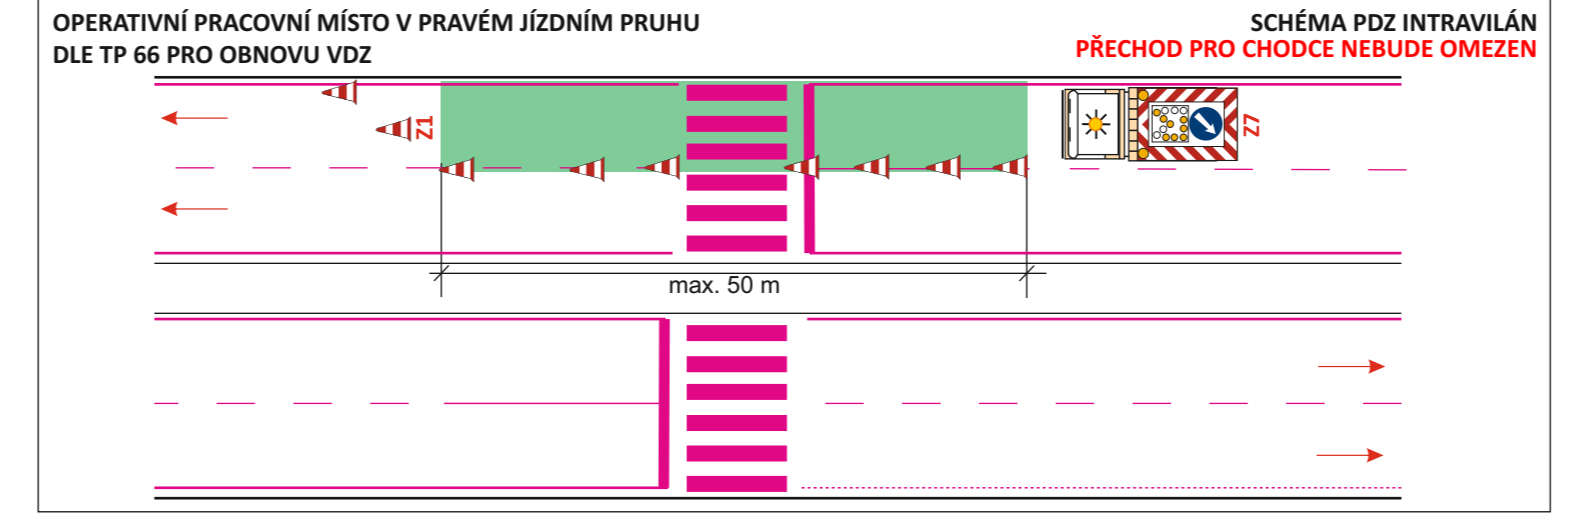 OPERATIVNÍ PRACOVNÍ MÍSTO V PRAVÉM JÍZDNÍM PRUHU
DLE TP 66 PRO OBNOVU VDZ
SCHÉMA PDZ INTRAVILÁN
PŘECHOD PRO CHODCE NEBUDE OMEZEN
Z1
Z7
max. 50 m